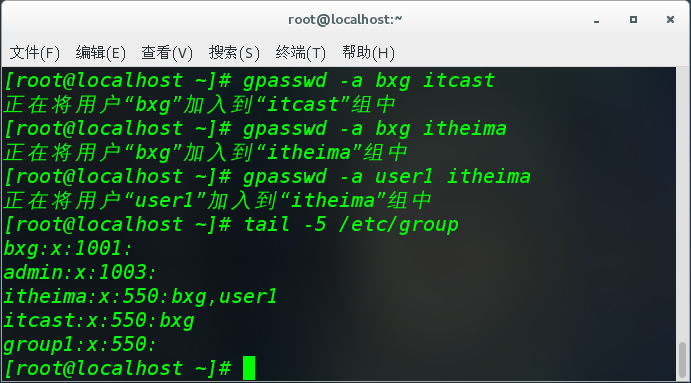 root@localhost:~
文件(F) 编辑(E) 查看(V) 搜索(S) 终端(T) 帮助(H)
[root@localhost ~]# gpasswd -a bxg itcast
正在将用户“bxg”加入到“itcast”组中
[root@localhost ~]# gpasswd -a bxg itheima
正在将用户“bxg”加入到“itheima”组中
[root@localhost ~]# gpasswd -a user1 itheima
正在将用户“user1”加入到“itheima”组中
[root@localhost ~]# tail -5 /etc/group
bxg:x:1001:
admin:x:1003:
itheima:x:550:bxg,user1
itcast:x:550:bxg
group1:x:550:
[root@localhost ~]#